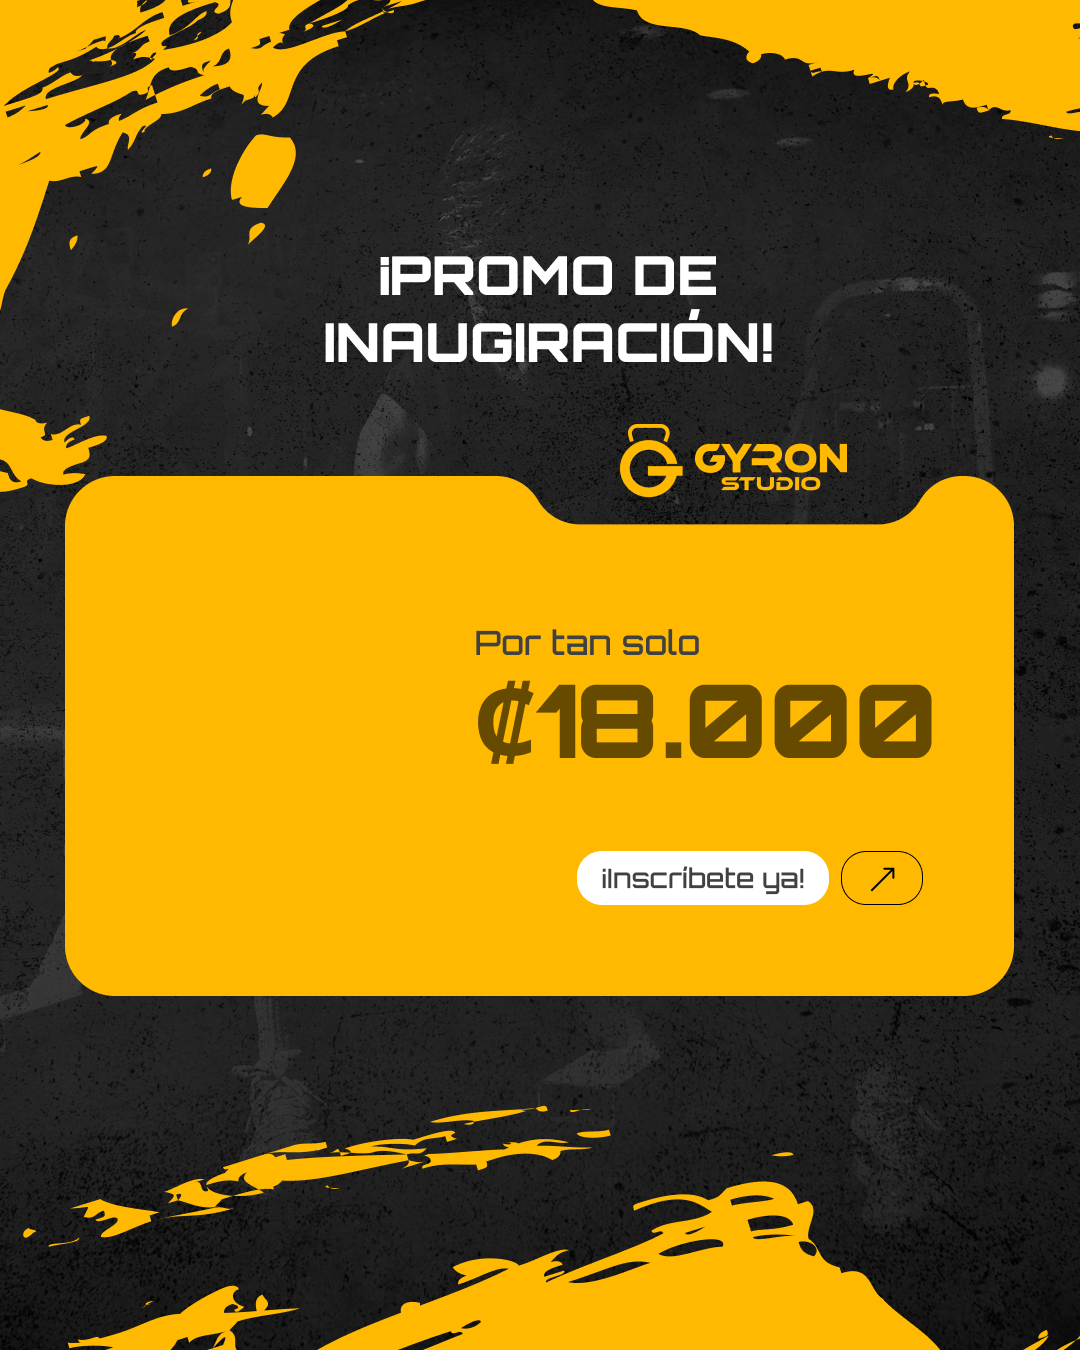 ¡PROMO DE
INAUGIRACIÓN!
GYRON
STUDIO
Por tan solo
₡18.000
¡Inscríbete ya!